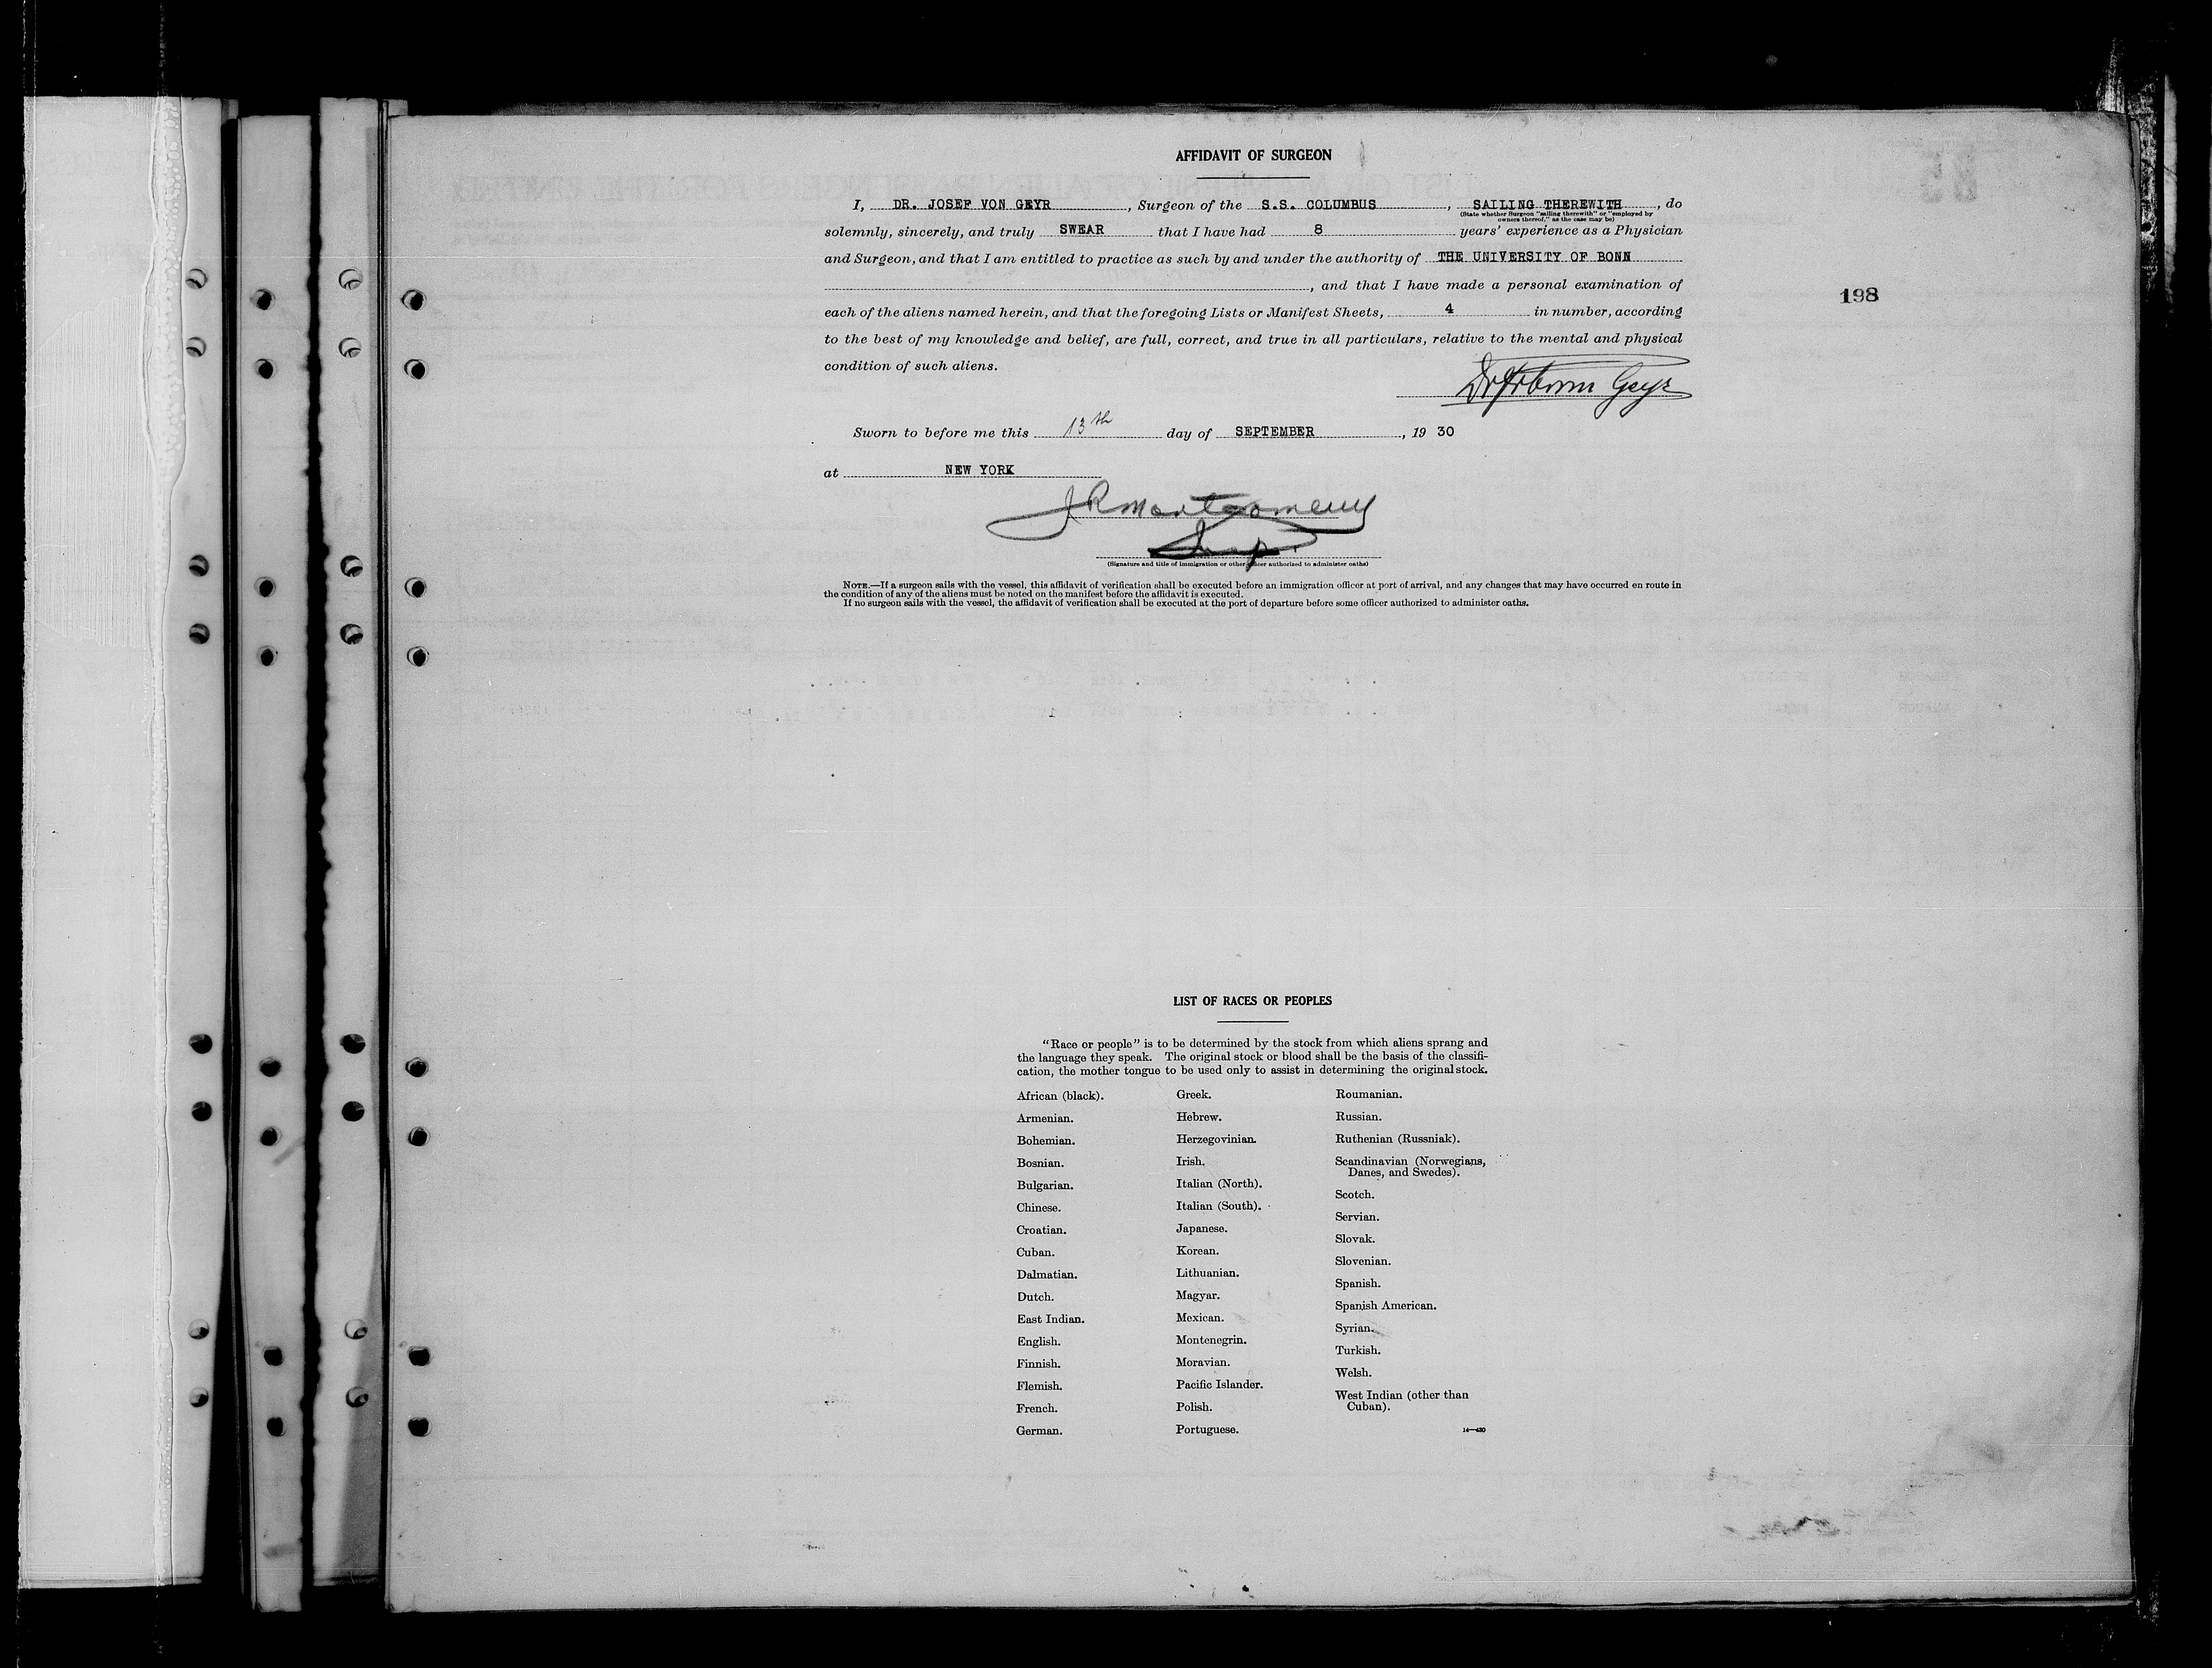 AFFIDAVIT OF SURGEON
I, DR. JOSEF VON GEYR, Surgeon of the S.S. COLUMBUS, SAILING THEREWITH, do
(State whether Surgeon "sailing therewith" or "employed by
owners thereof," as the case may be)
solemnly, sincerely, and truly SWEAR that I have had 8 years' experience as a Physician
and Surgeon, and that I am entitled to practice as such by and under the authority of THE UNIVERSITY OF BONN
, and that I have made a personal examination of
198
each of the aliens named herein, and that the foregoing Lists or Manifest Sheets, 4 in number, according
to the best of my knowledge and belief, are full, correct, and true in all particulars, relative to the mental and physical
condition of such aliens.
Geyr
Sworn to before me this 13th day of SEPTEMBER, 19 30
at NEW YORK
J R Montgomery
Insp.
(Signature and title of immigration or other officer authorized to administer oaths)
NOTE.—If a surgeon sails with the vessel, this affidavit of verification shall be executed before an immigration officer at port of arrival, and any changes that may have occurred en route in
the condition of any of the aliens must be noted on the manifest before the affidavit is executed.
If no surgeon sails with the vessel, the affidavit of verification shall be executed at the port of departure before some officer authorized to administer oaths.
LIST OF RACES OR PEOPLES
"Race or people" is to be determined by the stock from which aliens sprang and
the language they speak. The original stock or blood shall be the basis of the classifi-
cation, the mother tongue to be used only to assist in determining the original stock.
African (black).
Armenian.
Bohemian.
Bosnian.
Bulgarian.
Chinese.
Croatian.
Cuban.
Dalmatian.
Dutch.
East Indian.
English.
Finnish.
Flemish.
French.
German.
Greek.
Hebrew.
Herzegovinian.
Irish.
Italian (North).
Italian (South).
Japanese.
Korean.
Lithuanian.
Magyar.
Mexican.
Montenegrin.
Moravian.
Pacific Islander.
Polish.
Portuguese.
Roumanian.
Russian.
Ruthenian (Russniak).
Scandinavian (Norwegians,
Danes, and Swedes).
Scotch.
Servian.
Slovak.
Slovenian.
Spanish.
Spanish American.
Syrian.
Turkish.
Welsh.
West Indian (other than
Cuban).
14—430